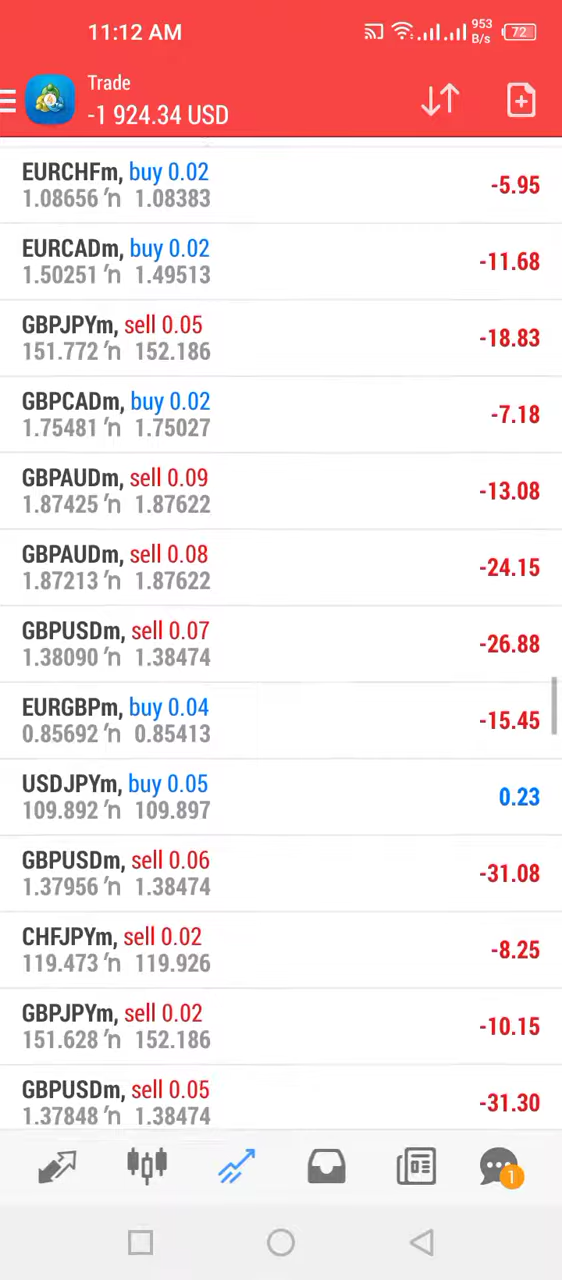 11:12 AM
953
B/s
72
Trade
-1 924.34 USD
EURCHFm, buy 0.02
1.08656 'n 1.08383
-5.95
EURCADm, buy 0.02
1.50251 'n 1.49513
-11.68
GBPJPYm, sell 0.05
151.772 'n 152.186
-18.83
GBPCADm, buy 0.02
1.75481 'n 1.75027
-7.18
GBPAUDm, sell 0.09
1.87425 'n 1.87622
-13.08
GBPAUDm, sell 0.08
1.87213 'n 1.87622
-24.15
GBPUSDm, sell 0.07
1.38090 'n 1.38474
-26.88
EURGBPm, buy 0.04
0.85692 'n 0.85413
-15.45
USDJPYm, buy 0.05
109.892 'n 109.897
0.23
GBPUSDm, sell 0.06
1.37956 'n 1.38474
-31.08
CHFJPYm, sell 0.02
119.473 'n 119.926
-8.25
GBPJPYm, sell 0.02
151.628 'n 152.186
-10.15
GBPUSDm, sell 0.05
1.37848 'n 1.38474
-31.30
1